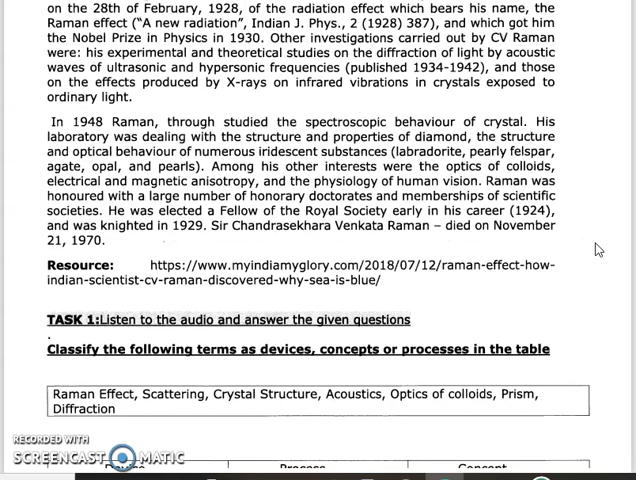 on the 28th of February, 1928, of the radiation effect which bears his name, the
Raman effect ("A new radiation", Indian J. Phys., 2 (1928) 387), and which got him
the Nobel Prize in Physics in 1930. Other investigations carried out by CV Raman
were: his experimental and theoretical studies on the diffraction of light by acoustic
waves of ultrasonic and hypersonic frequencies (published 1934-1942), and those
on the effects produced by X-rays on infrared vibrations in crystals exposed to
ordinary light.
In 1948 Raman, through studied the spectroscopic behaviour of crystal. His
laboratory was dealing with the structure and properties of diamond, the structure
and optical behaviour of numerous iridescent substances (labradorite, pearly felspar,
agate, opal, and pearls). Among his other interests were the optics of colloids,
electrical and magnetic anisotropy, and the physiology of human vision. Raman was
honoured with a large number of honorary doctorates and memberships of scientific
societies. He was elected a Fellow of the Royal Society early in his career (1924),
and was knighted in 1929. Sir Chandrasekhara Venkata Raman – died on November
21, 1970.
Resource: https://www.myindiamyglory.com/2018/07/12/raman-effect-how-
indian-scientist-cv-raman-discovered-why-sea-is-blue/
TASK 1:Listen to the audio and answer the given questions
.
Classify the following terms as devices, concepts or processes in the table
Raman Effect, Scattering, Crystal Structure, Acoustics, Optics of colloids, Prism,
Diffraction
RECORDED WITH
SCREENCAST MATIC
Device Process Concept